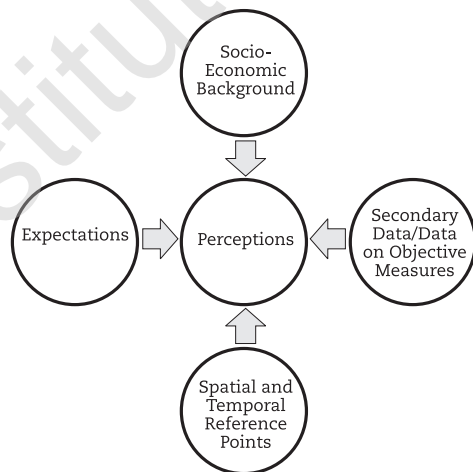 Socio-
Economic
Background
Expectations
Perceptions
Secondary
Data/Data
on Objective
Measures
Spatial and
Temporal
Reference
Points